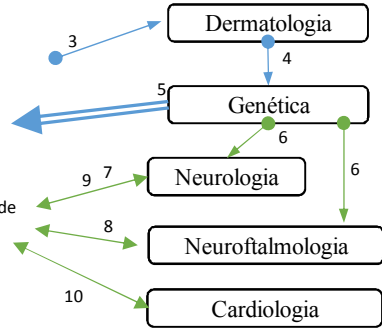 Dermatologia
3
4
5
Genética
6
6
Neurologia
9 7
de
8
Neuroftalmologia
10
Cardiologia